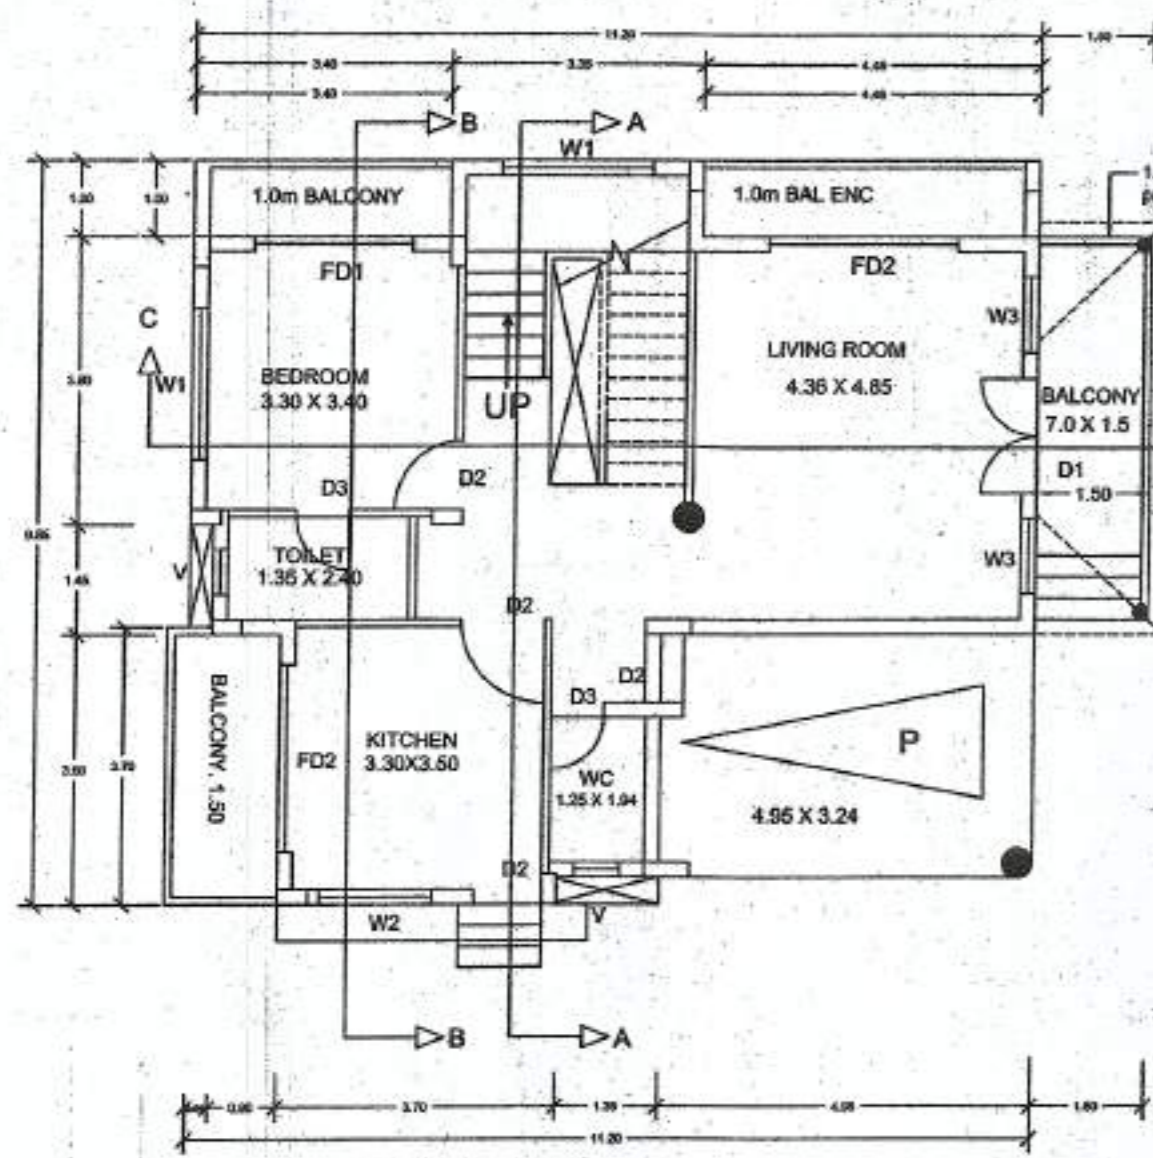 11.20
3.40
3.35
4.45
3.40
4.45
B
A
W1
1.0m BALCONY
1.0m BAL ENC
FD1
FD2
C
W1
W3
BEDROOM
3.30 X 3.40
UP
LIVING ROOM
4.36 X 4.85
BALCONY
7.0 X 1.5
D3
D2
D1
1.50
V
TOILET
1.35 X 2.40
D2
W3
1.45
BALCONY. 1.50
3.70
FD2
KITCHEN
3.30X3.50
D3
D2
WC
1.25 X 1.94
P
4.95 X 3.24
D2
W2
V
B
A
3.70
11.20